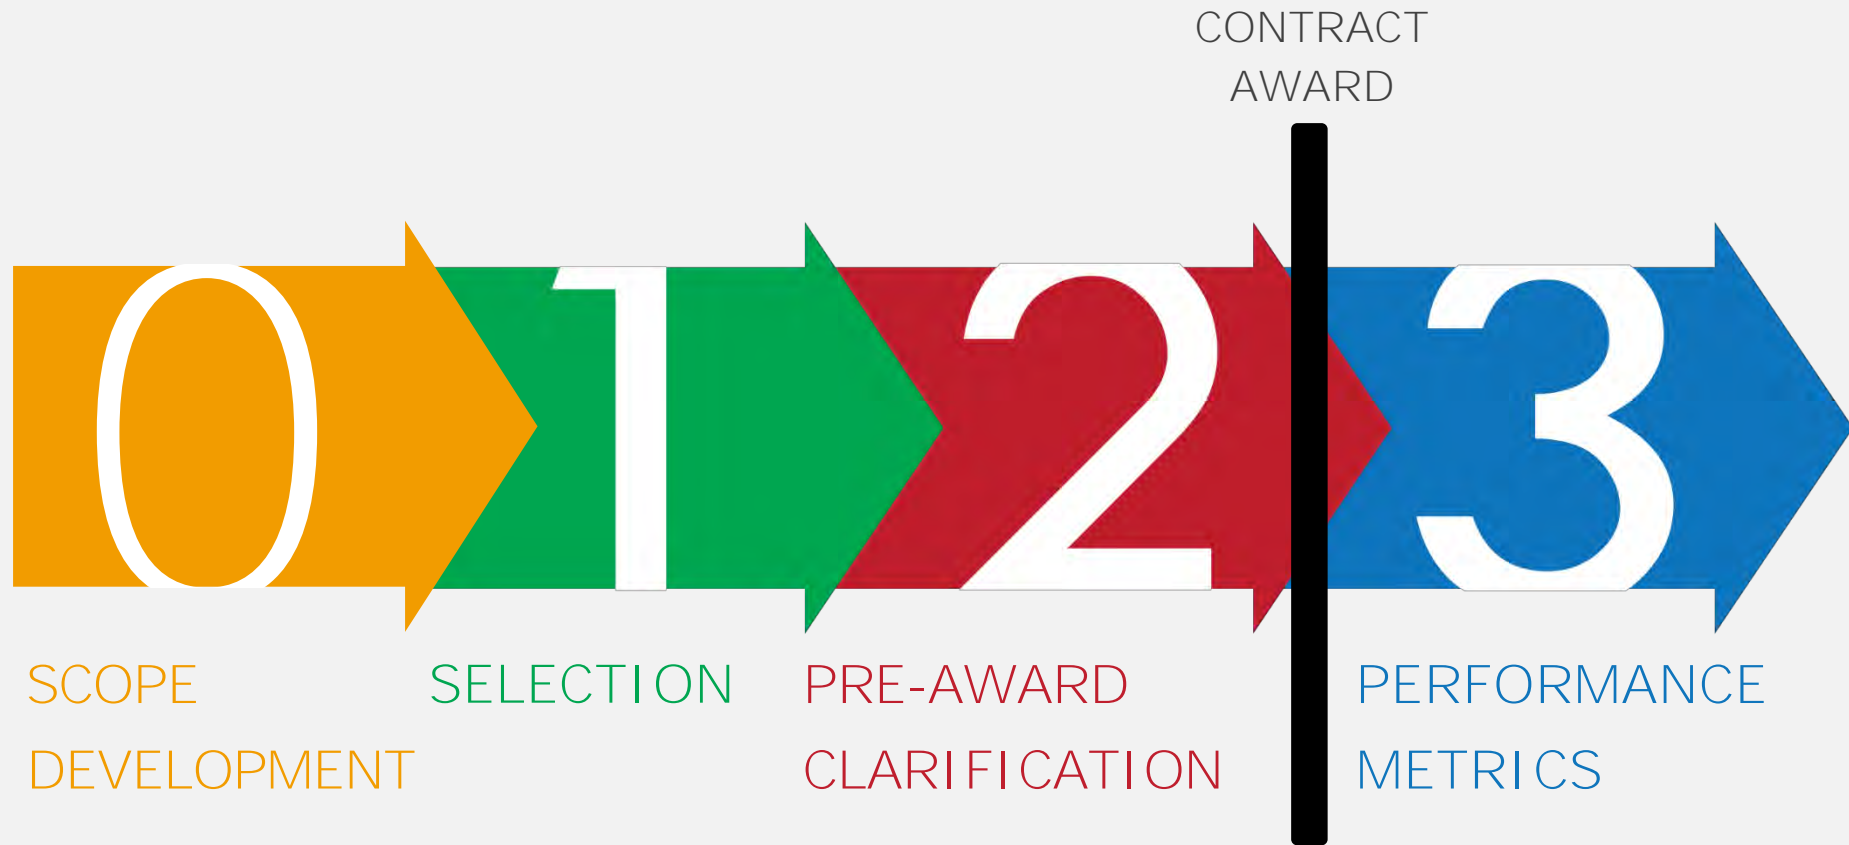 CONTRACT
AWARD
0
1
2
3
SCOPE
DEVELOPMENT
SELECTION
PRE-AWARD
CLARIFICATION
PERFORMANCE
METRICS